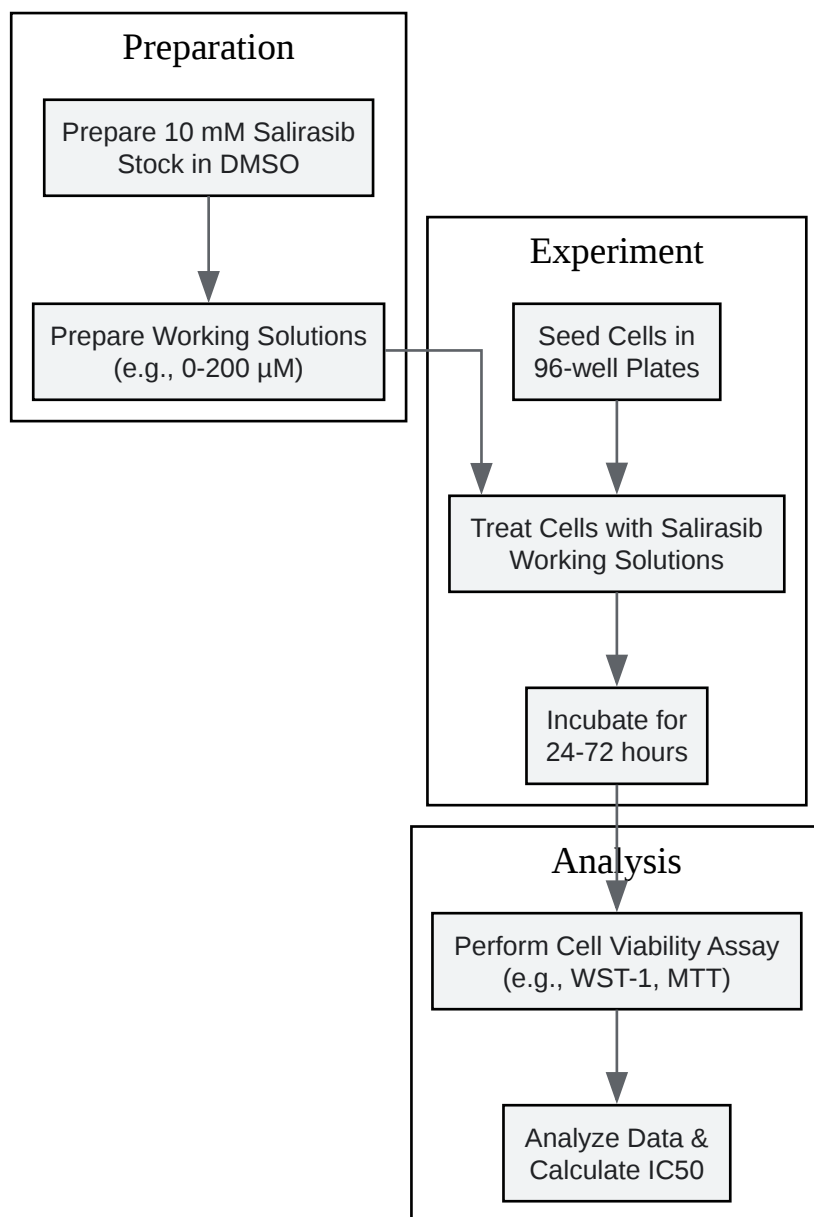 Preparation
Prepare 10 mM Salirasib
Stock in DMSO
Prepare Working Solutions
(e.g., 0-200 µM)
Experiment
Seed Cells in
96-well Plates
Treat Cells with Salirasib
Working Solutions
Incubate for
24-72 hours
Analysis
Perform Cell Viability Assay
(e.g., WST-1, MTT)
Analyze Data &
Calculate IC50